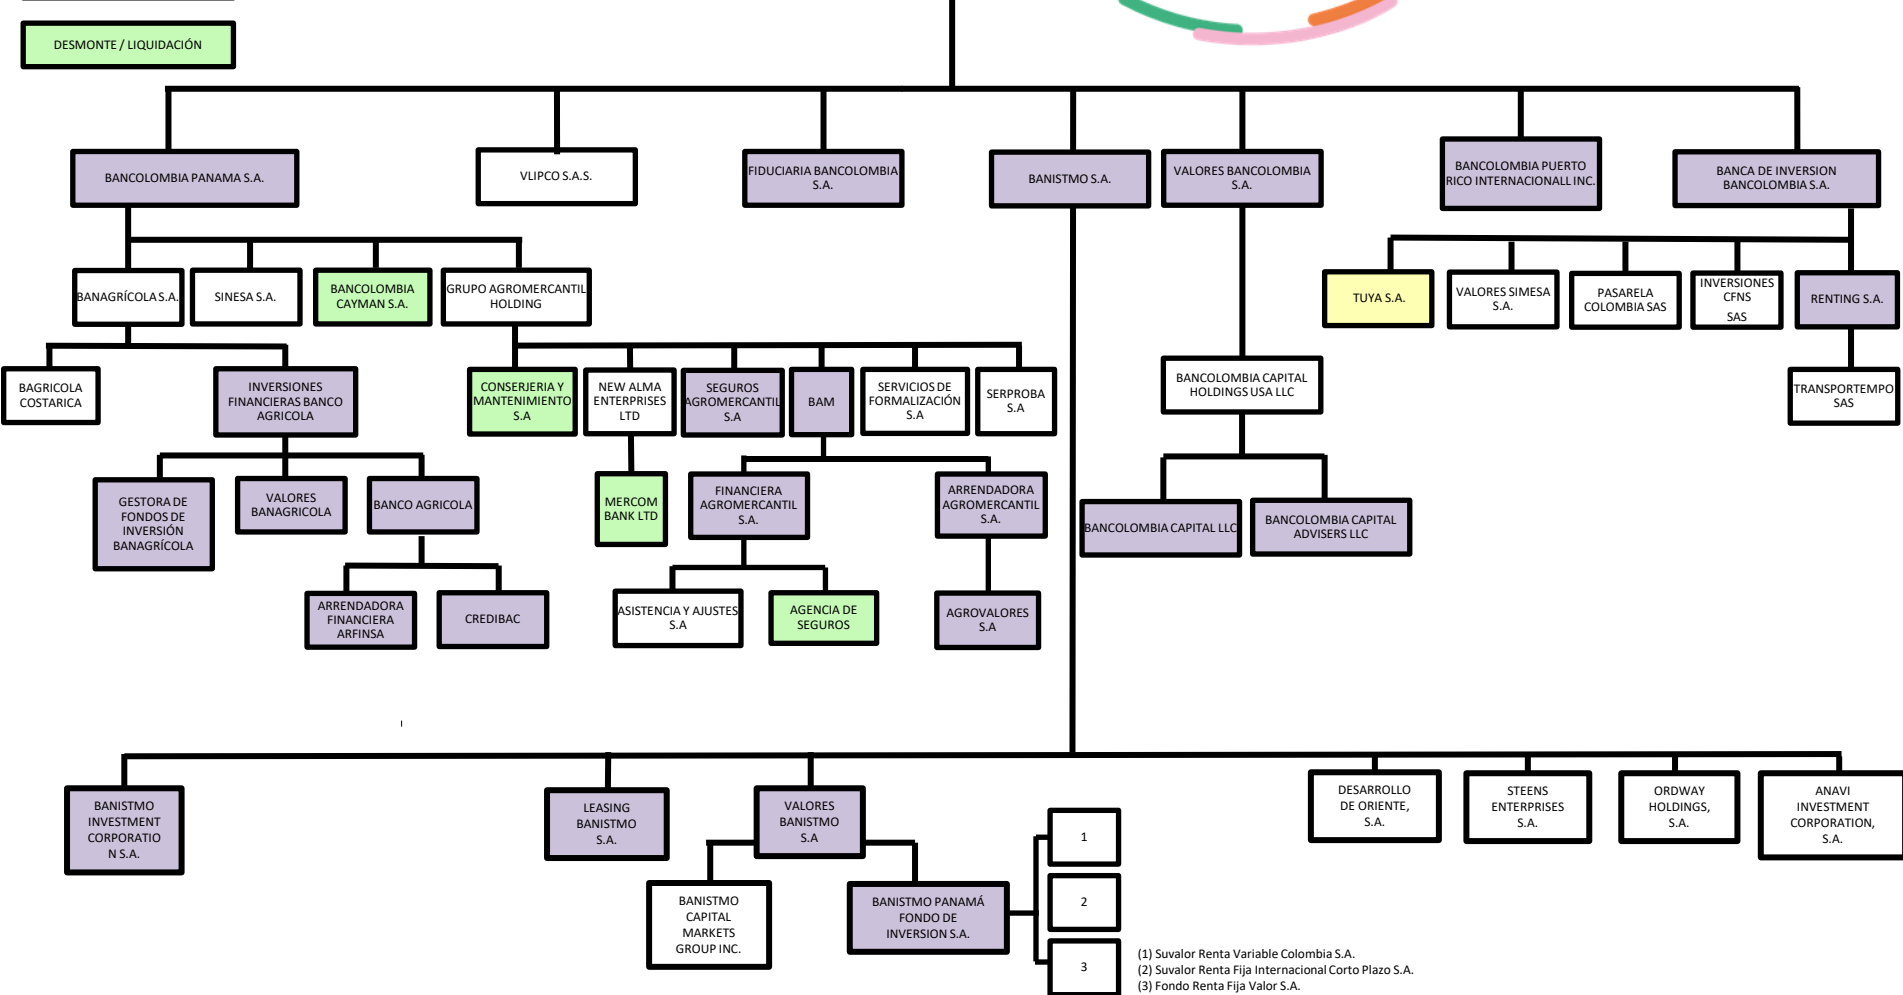 DESMONTE / LIQUIDACIÓN
BANCOLOMBIA PANAMA S.A.
VLIPCO S.A.S.
FIDUCIARIA BANCOLOMBIA
S.A.
BANISTMO S.A.
VALORES BANCOLOMBIA
S.A.
BANCOLOMBIA PUERTO
RICO INTERNACIONALL INC.
BANCA DE INVERSION
BANCOLOMBIA S.A.
BANAGRÍCOLA S.A.
SINESA S.A.
BANCOLOMBIA
CAYMAN S.A.
GRUPO AGROMERCANTIL
HOLDING
TUYA S.A.
VALORES SIMESA
S.A.
PASARELA
COLOMBIA SAS
INVERSIONES
CFNS
SAS
RENTING S.A.
BAGRICOLA
COSTARICA
INVERSIONES
FINANCIERAS BANCO
AGRICOLA
CONSERJERIA Y
MANTENIMIENTO
S.A
NEW ALMA
ENTERPRISES
LTD
SEGUROS
AGROMERCANTIL
S.A
BAM
SERVICIOS DE
FORMALIZACIÓN
S.A
SERPROBA
S.A
BANCOLOMBIA CAPITAL
HOLDINGS USA LLC
TRANSPORTEMPO
SAS
GESTORA DE
FONDOS DE
INVERSIÓN
BANAGRÍCOLA
VALORES
BANAGRICOLA
BANCO AGRICOLA
MERCOM
BANK LTD
FINANCIERA
AGROMERCANTIL
S.A.
ARRENDADORA
AGROMERCANTIL
S.A.
BANCOLOMBIA CAPITAL LLC
BANCOLOMBIA CAPITAL
ADVISERS LLC
ARRENDADORA
FINANCIERA
ARFINSA
CREDIBAC
ASISTENCIA Y AJUSTES
S.A
AGENCIA DE
SEGUROS
AGROVALORES
S.A
BANISTMO
INVESTMENT
CORPORATIO
N S.A.
LEASING
BANISTMO
S.A.
VALORES
BANISTMO
S.A
DESARROLLO
DE ORIENTE,
S.A.
STEENS
ENTERPRISES
S.A.
ORDWAY
HOLDINGS,
S.A.
ANAVI
INVESTMENT
CORPORATION,
S.A.
BANISTMO
CAPITAL
MARKETS
GROUP INC.
BANISTMO PANAMÁ
FONDO DE
INVERSION S.A.
1
2
3
(1) Suvalor Renta Variable Colombia S.A.
(2) Suvalor Renta Fija Internacional Corto Plazo S.A.
(3) Fondo Renta Fija Valor S.A.